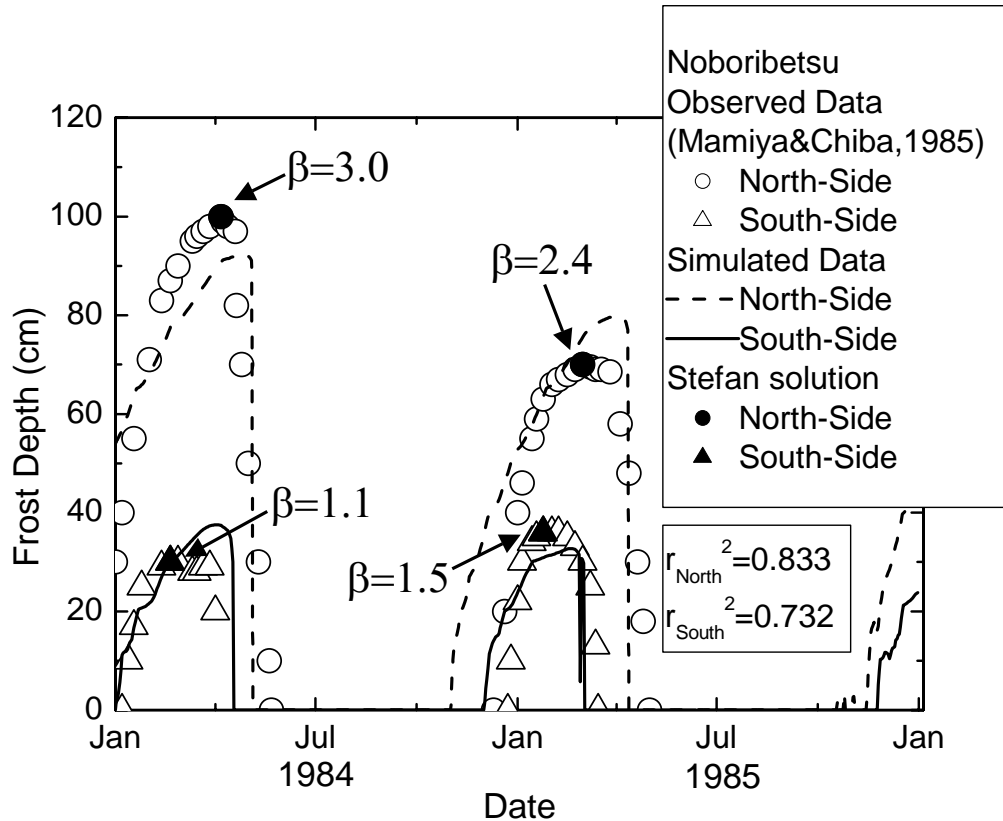 Noboribetsu
Observed Data
(Mamiya&Chiba,1985)
North-Side
South-Side
Simulated Data
North-Side
South-Side
Stefan solution
North-Side
South-Side
r_North^2=0.833
r_South^2=0.732
β=3.0
β=2.4
β=1.1
β=1.5
Frost Depth (cm)
120
100
80
60
40
20
0
Jan Jul Jan Jul Jan
1984 1985
Date